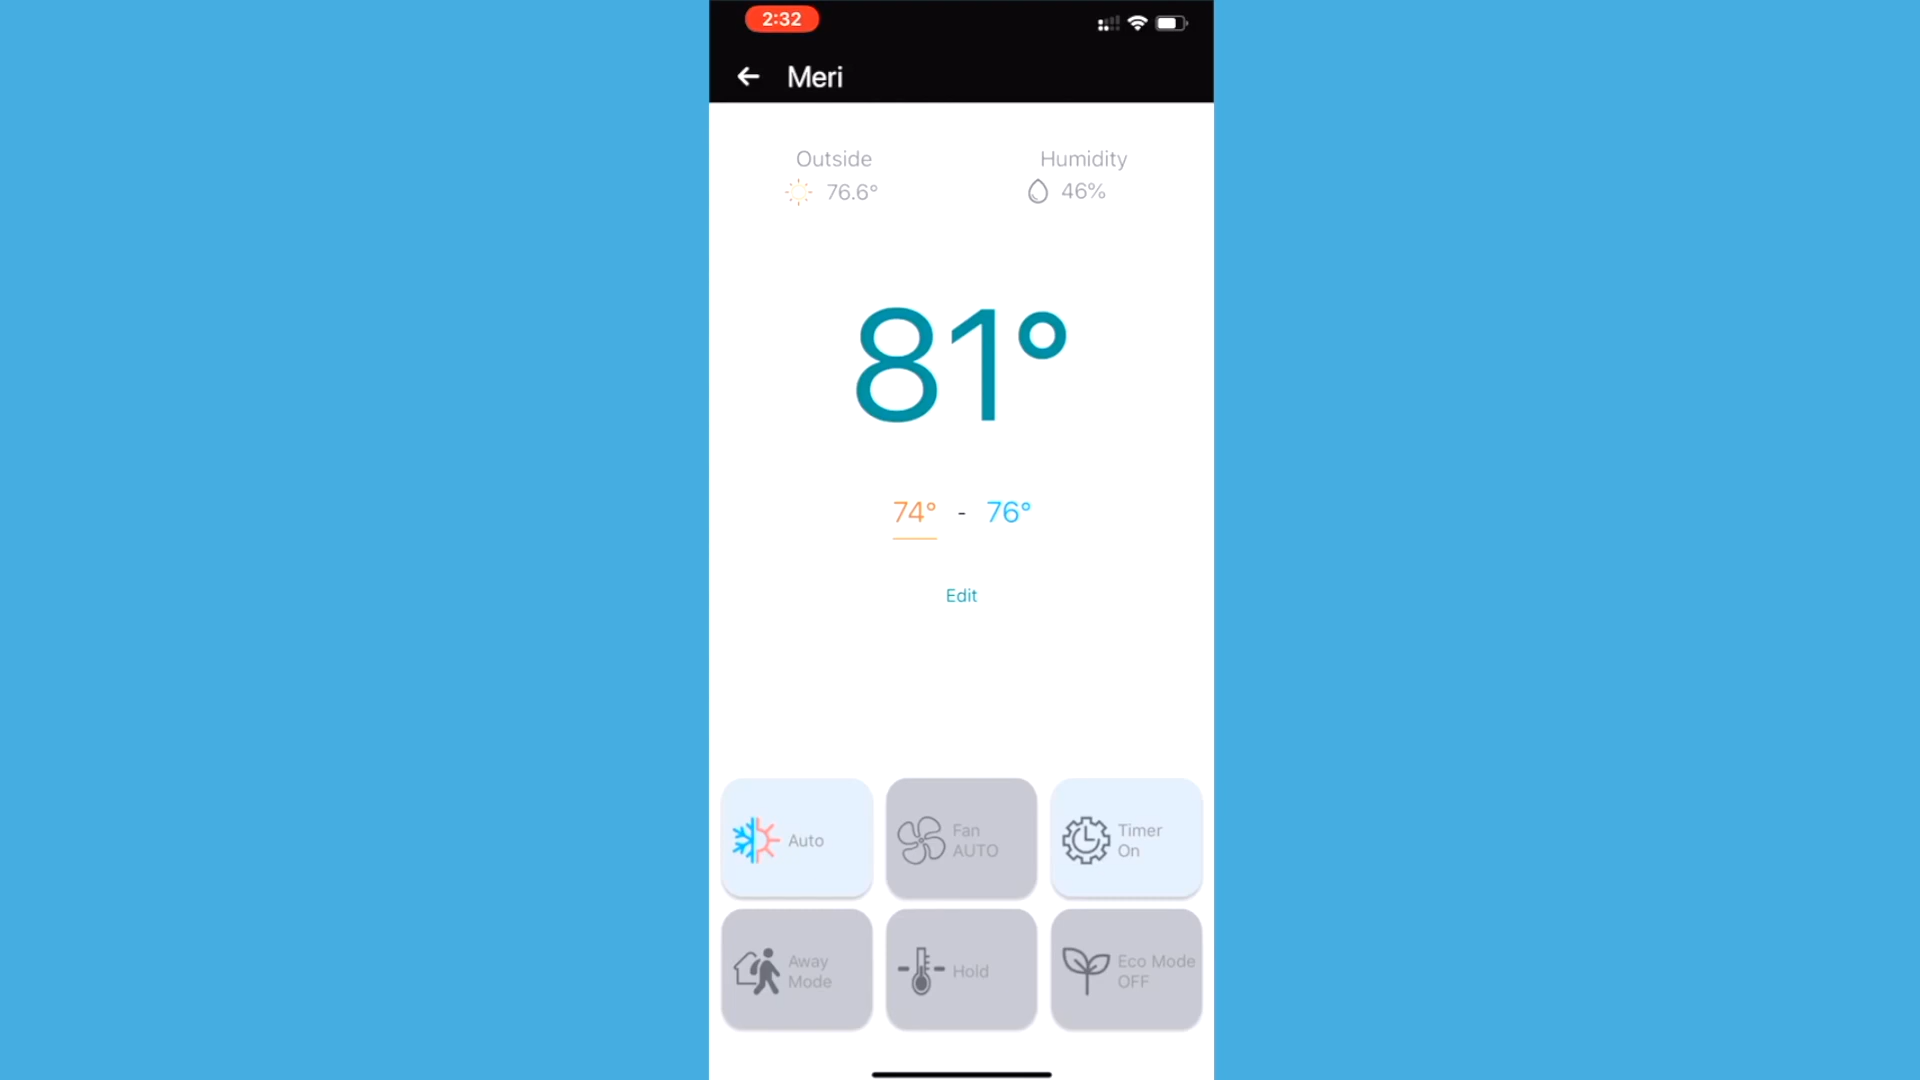 2:32
Meri
Outside
76.6°
Humidity
46%
81°
74° - 76°
Edit
Auto
Fan
AUTO
Timer
On
Away
Mode
Hold
Eco Mode
OFF